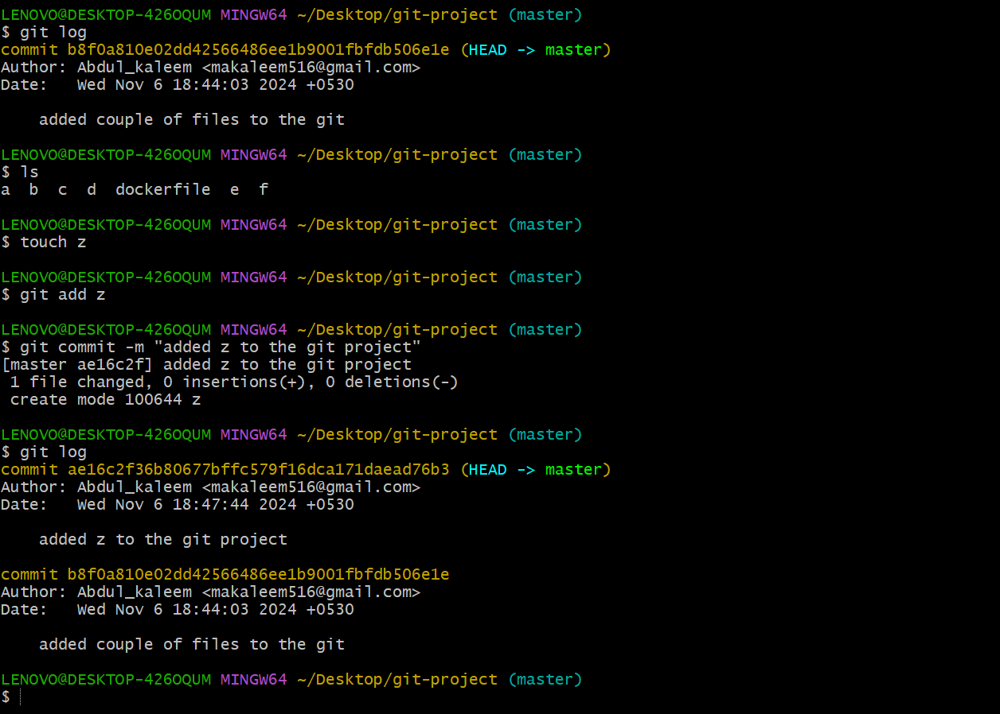 LENOVO@DESKTOP-426OQUM MINGW64 ~/Desktop/git-project (master)
$ git log
commit b8f0a810e02dd42566486ee1b9001fbfdb506e1e (HEAD -> master)
Author: Abdul_kaleem <makaleem516@gmail.com>
Date:   Wed Nov 6 18:44:03 2024 +0530

    added couple of files to the git

LENOVO@DESKTOP-426OQUM MINGW64 ~/Desktop/git-project (master)
$ ls
a  b  c  d  dockerfile  e  f

LENOVO@DESKTOP-426OQUM MINGW64 ~/Desktop/git-project (master)
$ touch z

LENOVO@DESKTOP-426OQUM MINGW64 ~/Desktop/git-project (master)
$ git add z

LENOVO@DESKTOP-426OQUM MINGW64 ~/Desktop/git-project (master)
$ git commit -m "added z to the git project"
[master ae16c2f] added z to the git project
 1 file changed, 0 insertions(+), 0 deletions(-)
 create mode 100644 z

LENOVO@DESKTOP-426OQUM MINGW64 ~/Desktop/git-project (master)
$ git log
commit ae16c2f36b80677bffc579f16dca171daead76b3 (HEAD -> master)
Author: Abdul_kaleem <makaleem516@gmail.com>
Date:   Wed Nov 6 18:47:44 2024 +0530

    added z to the git project

commit b8f0a810e02dd42566486ee1b9001fbfdb506e1e
Author: Abdul_kaleem <makaleem516@gmail.com>
Date:   Wed Nov 6 18:44:03 2024 +0530

    added couple of files to the git

LENOVO@DESKTOP-426OQUM MINGW64 ~/Desktop/git-project (master)
$